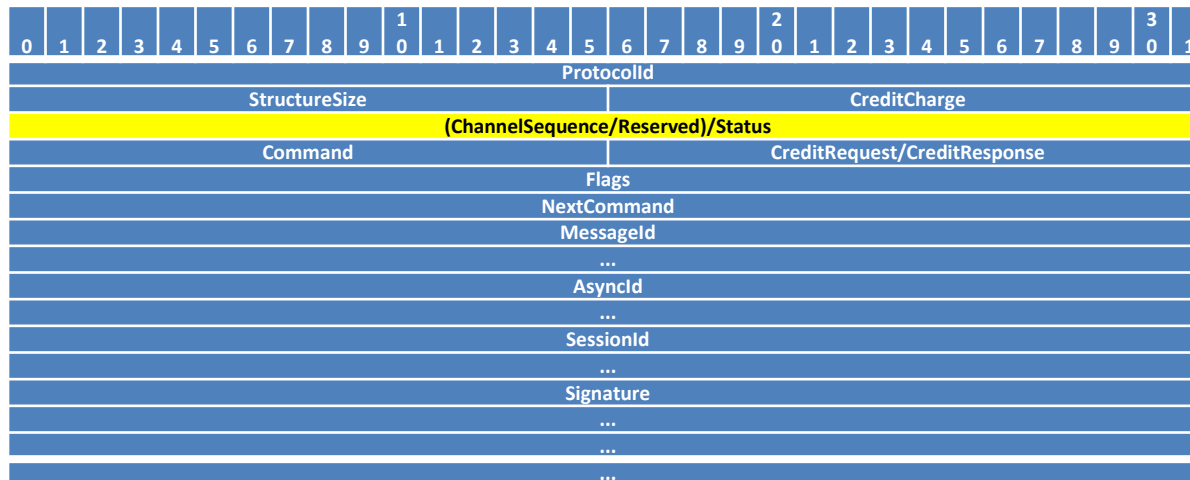 1 2 3
0 1 2 3 4 5 6 7 8 9 0 1 2 3 4 5 6 7 8 9 0 1 2 3 4 5 6 7 8 9 0 1
ProtocolId
StructureSize CreditCharge
(ChannelSequence/Reserved)/Status
Command CreditRequest/CreditResponse
Flags
NextCommand
MessageId
...
AsyncId
...
SessionId
...
Signature
...
...
...